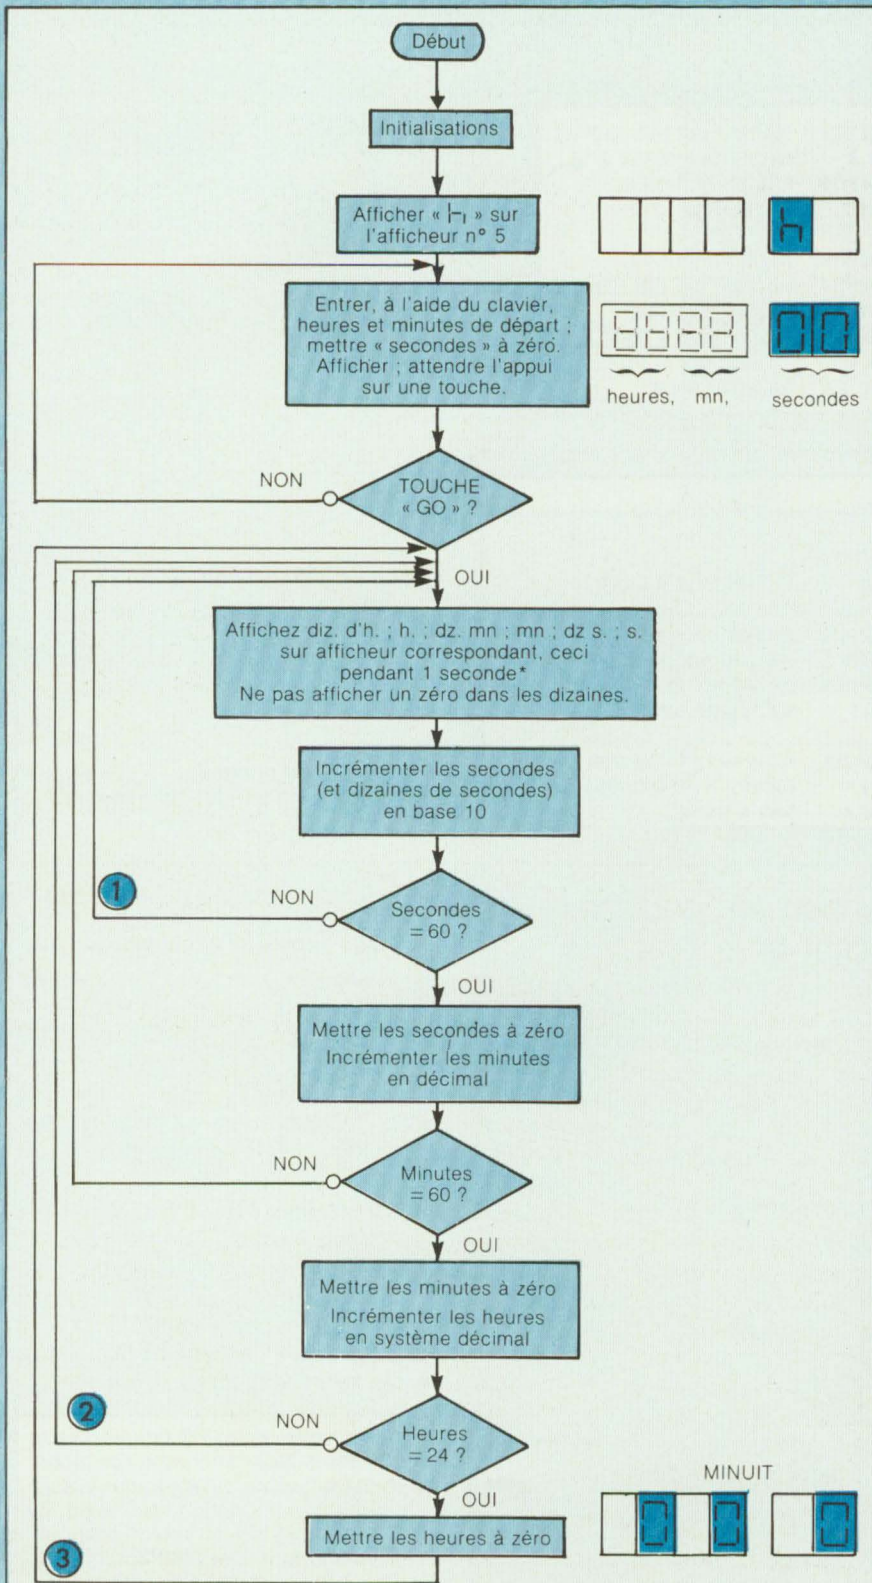 Début
Initialisations
Afficher « h » sur
l'afficheur n° 5
h
Entrer, à l'aide du clavier,
heures et minutes de départ ;
mettre « secondes » à zéro.
Afficher ; attendre l'appui
sur une touche.
8888 00
heures, mn, secondes
NON
TOUCHE
« GO » ?
OUI
Affichez diz. d'h. ; h. ; dz. mn ; mn ; dz s. ; s.
sur afficheur correspondant, ceci
pendant 1 seconde*
Ne pas afficher un zéro dans les dizaines.
Incrémenter les secondes
(et dizaines de secondes)
en base 10
1
NON
Secondes
= 60 ?
OUI
Mettre les secondes à zéro
Incrémenter les minutes
en décimal
NON
Minutes
= 60 ?
OUI
Mettre les minutes à zéro
Incrémenter les heures
en système décimal
2
NON
Heures
= 24 ?
OUI
MINUIT
Mettre les heures à zéro
0 0 0
3